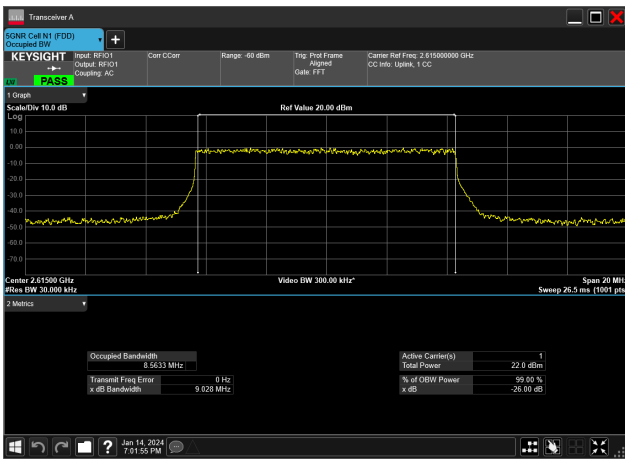 Transceiver A
5GNR Cell N1 (FDD)
Occupied BW
KEYSIGHT
LXI
PASS
Input: RFIO1
Output: RFIO1
Coupling: AC
Corr CCorr
Range: -60 dBm
Trig: Prot Frame
Aligned
Gate: FFT
Carrier Ref Freq: 2.615000000 GHz
CC Info: Uplink, 1 CC
1 Graph
Scale/Div 10.0 dB
Ref Value 20.00 dBm
Log
10.0
0.00
-10.0
-20.0
-30.0
-40.0
-50.0
-60.0
-70.0
Center 2.61500 GHz
Video BW 300.00 kHz*
Span 20 MHz
#Res BW 30.000 kHz
Sweep 26.5 ms (1001 pts
2 Metrics
Occupied Bandwidth
8.5633 MHz
Active Carrier(s) 1
Total Power 22.0 dBm
Transmit Freq Error 0 Hz
x dB Bandwidth 9.028 MHz
% of OBW Power 99.00 %
x dB -26.00 dB
Jan 14, 2024
7:01:55 PM